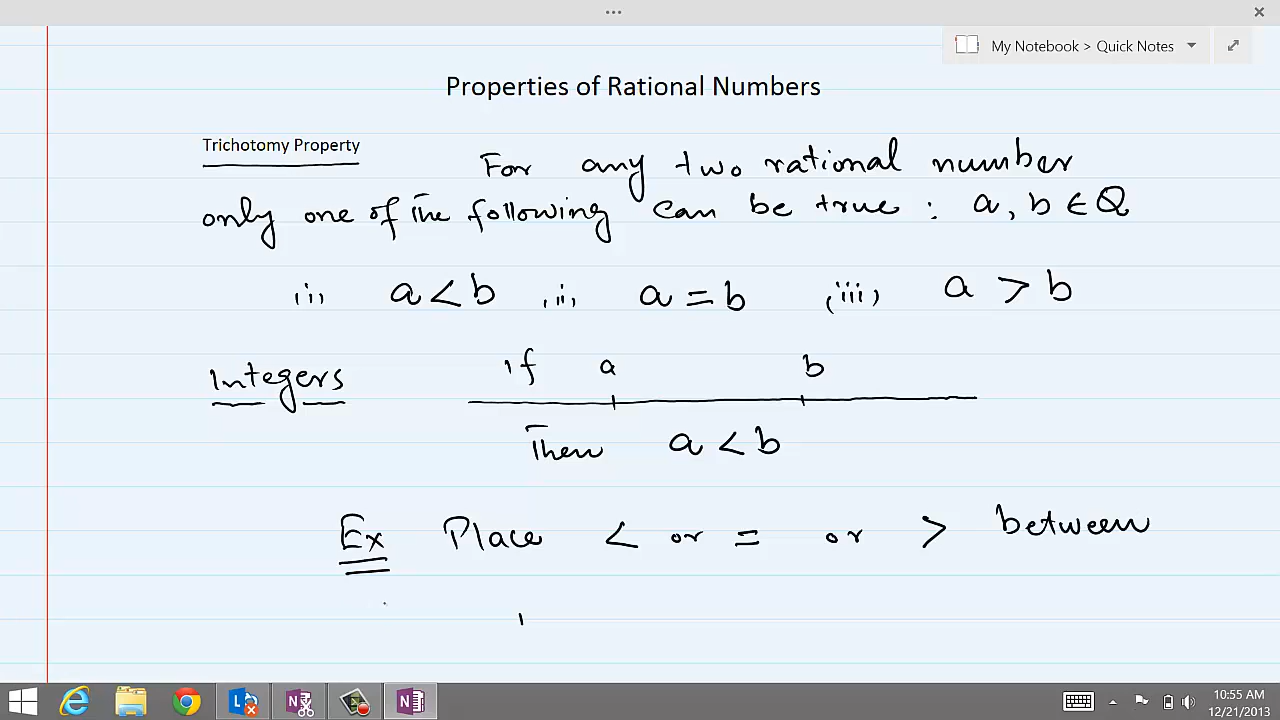 My Notebook > Quick Notes
Properties of Rational Numbers
Trichotomy Property For any two rational number
only one of The following can be true : a, b ∈ Q
(i) a < b (ii) a = b (iii) a > b
Integers if a b
Then a < b
Ex Place < or = or > between
10:55 AM
12/21/2013